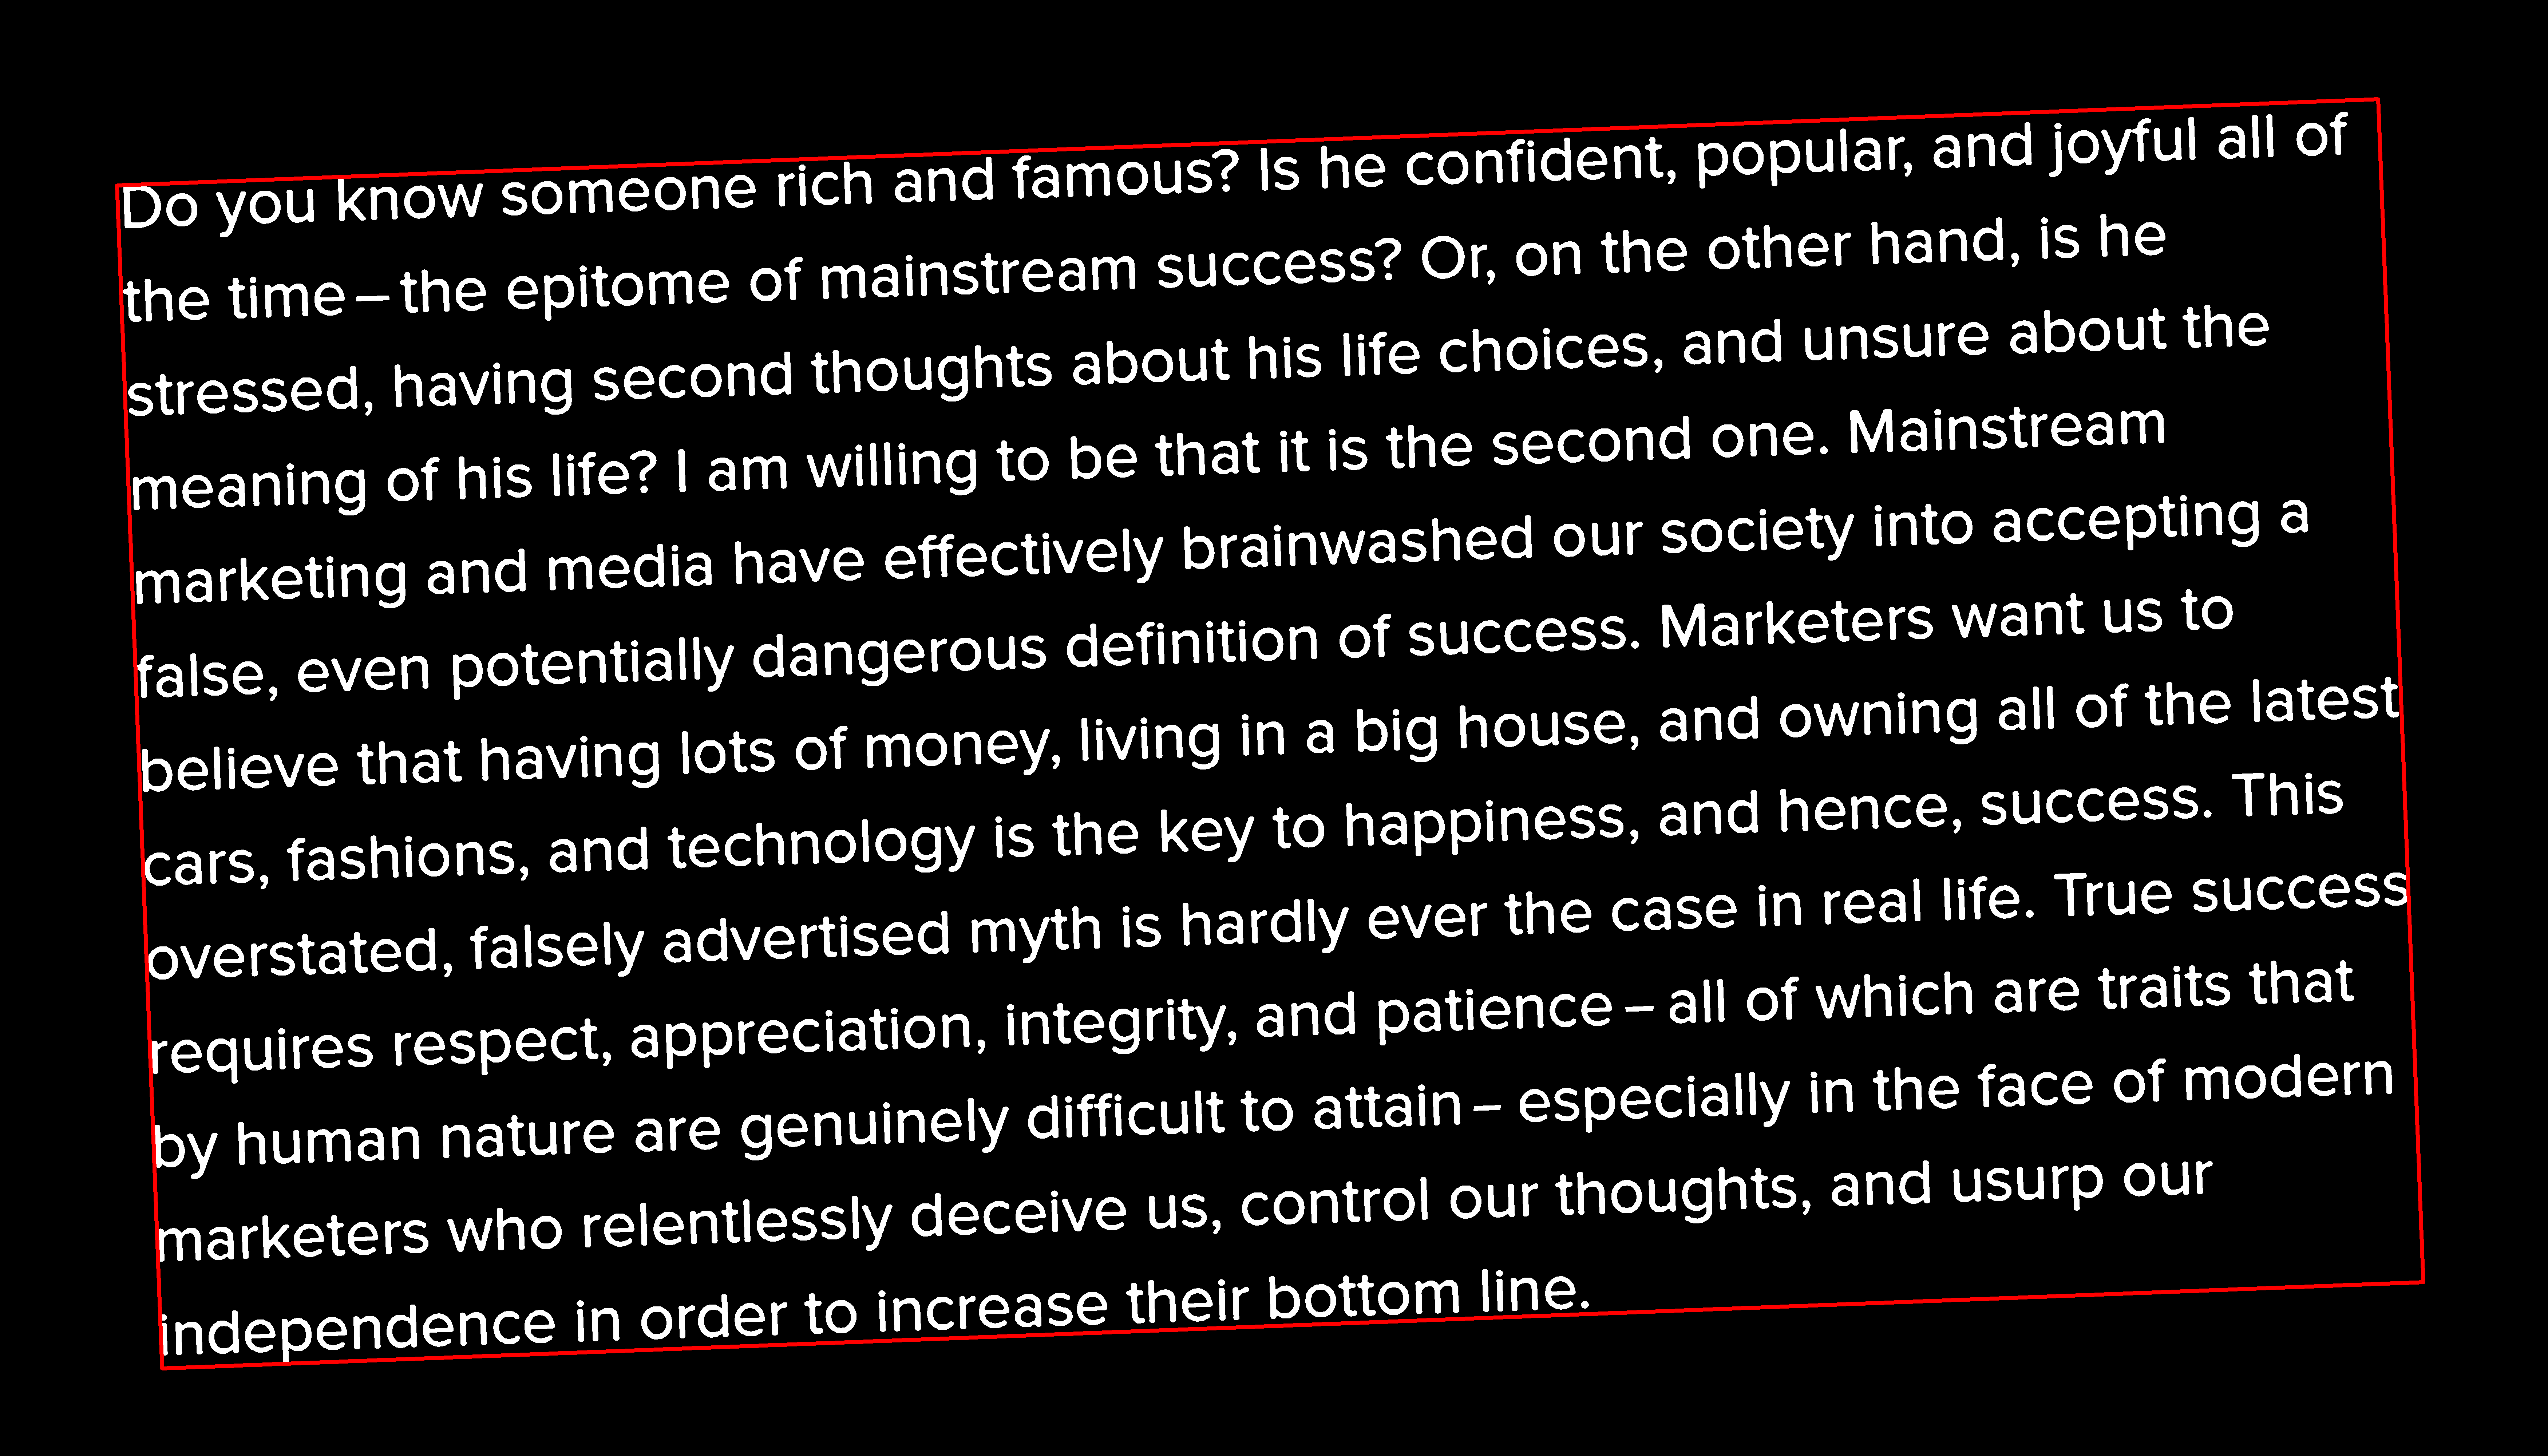 Do you know someone rich and famous? Is he confident, popular, and joyful all of
the time – the epitome of mainstream success? Or, on the other hand, is he
stressed, having second thoughts about his life choices, and unsure about the
meaning of his life? I am willing to be that it is the second one. Mainstream
marketing and media have effectively brainwashed our society into accepting a
false, even potentially dangerous definition of success. Marketers want us to
believe that having lots of money, living in a big house, and owning all of the latest
cars, fashions, and technology is the key to happiness, and hence, success. This
overstated, falsely advertised myth is hardly ever the case in real life. True success
requires respect, appreciation, integrity, and patience – all of which are traits that
by human nature are genuinely difficult to attain – especially in the face of modern
marketers who relentlessly deceive us, control our thoughts, and usurp our
independence in order to increase their bottom line.